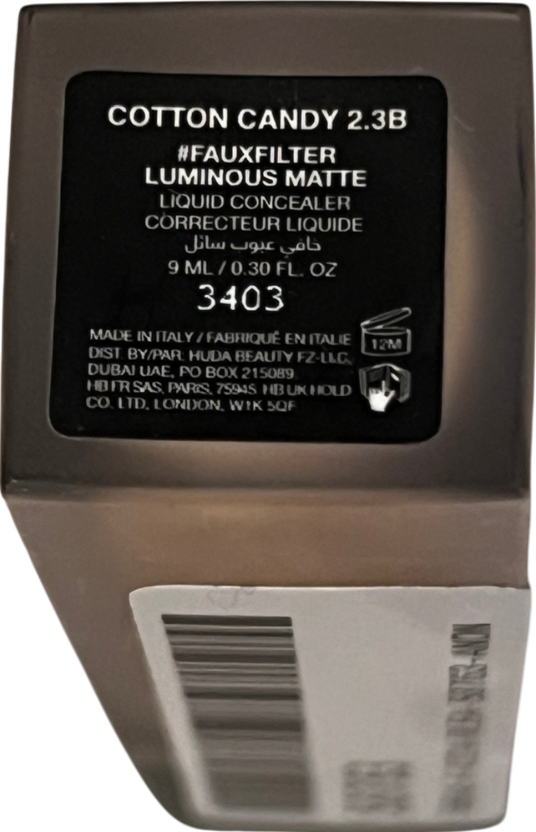 COTTON CANDY 2.3B
#FAUXFILTER
LUMINOUS MATTE
LIQUID CONCEALER
CORRECTEUR LIQUIDE
خافي عيوب سائل
9 ML / 0.30 FL. OZ
3403
MADE IN ITALY / FABRIQUÉ EN ITALIE
DIST. BY/PAR. HUDA BEAUTY FZ-LLC,
DUBAI UAE, PO BOX 215089.
HB FR SAS, PARIS, 75945. HB UK HOLD
CO. LTD, LONDON, W1K 5QF
12M